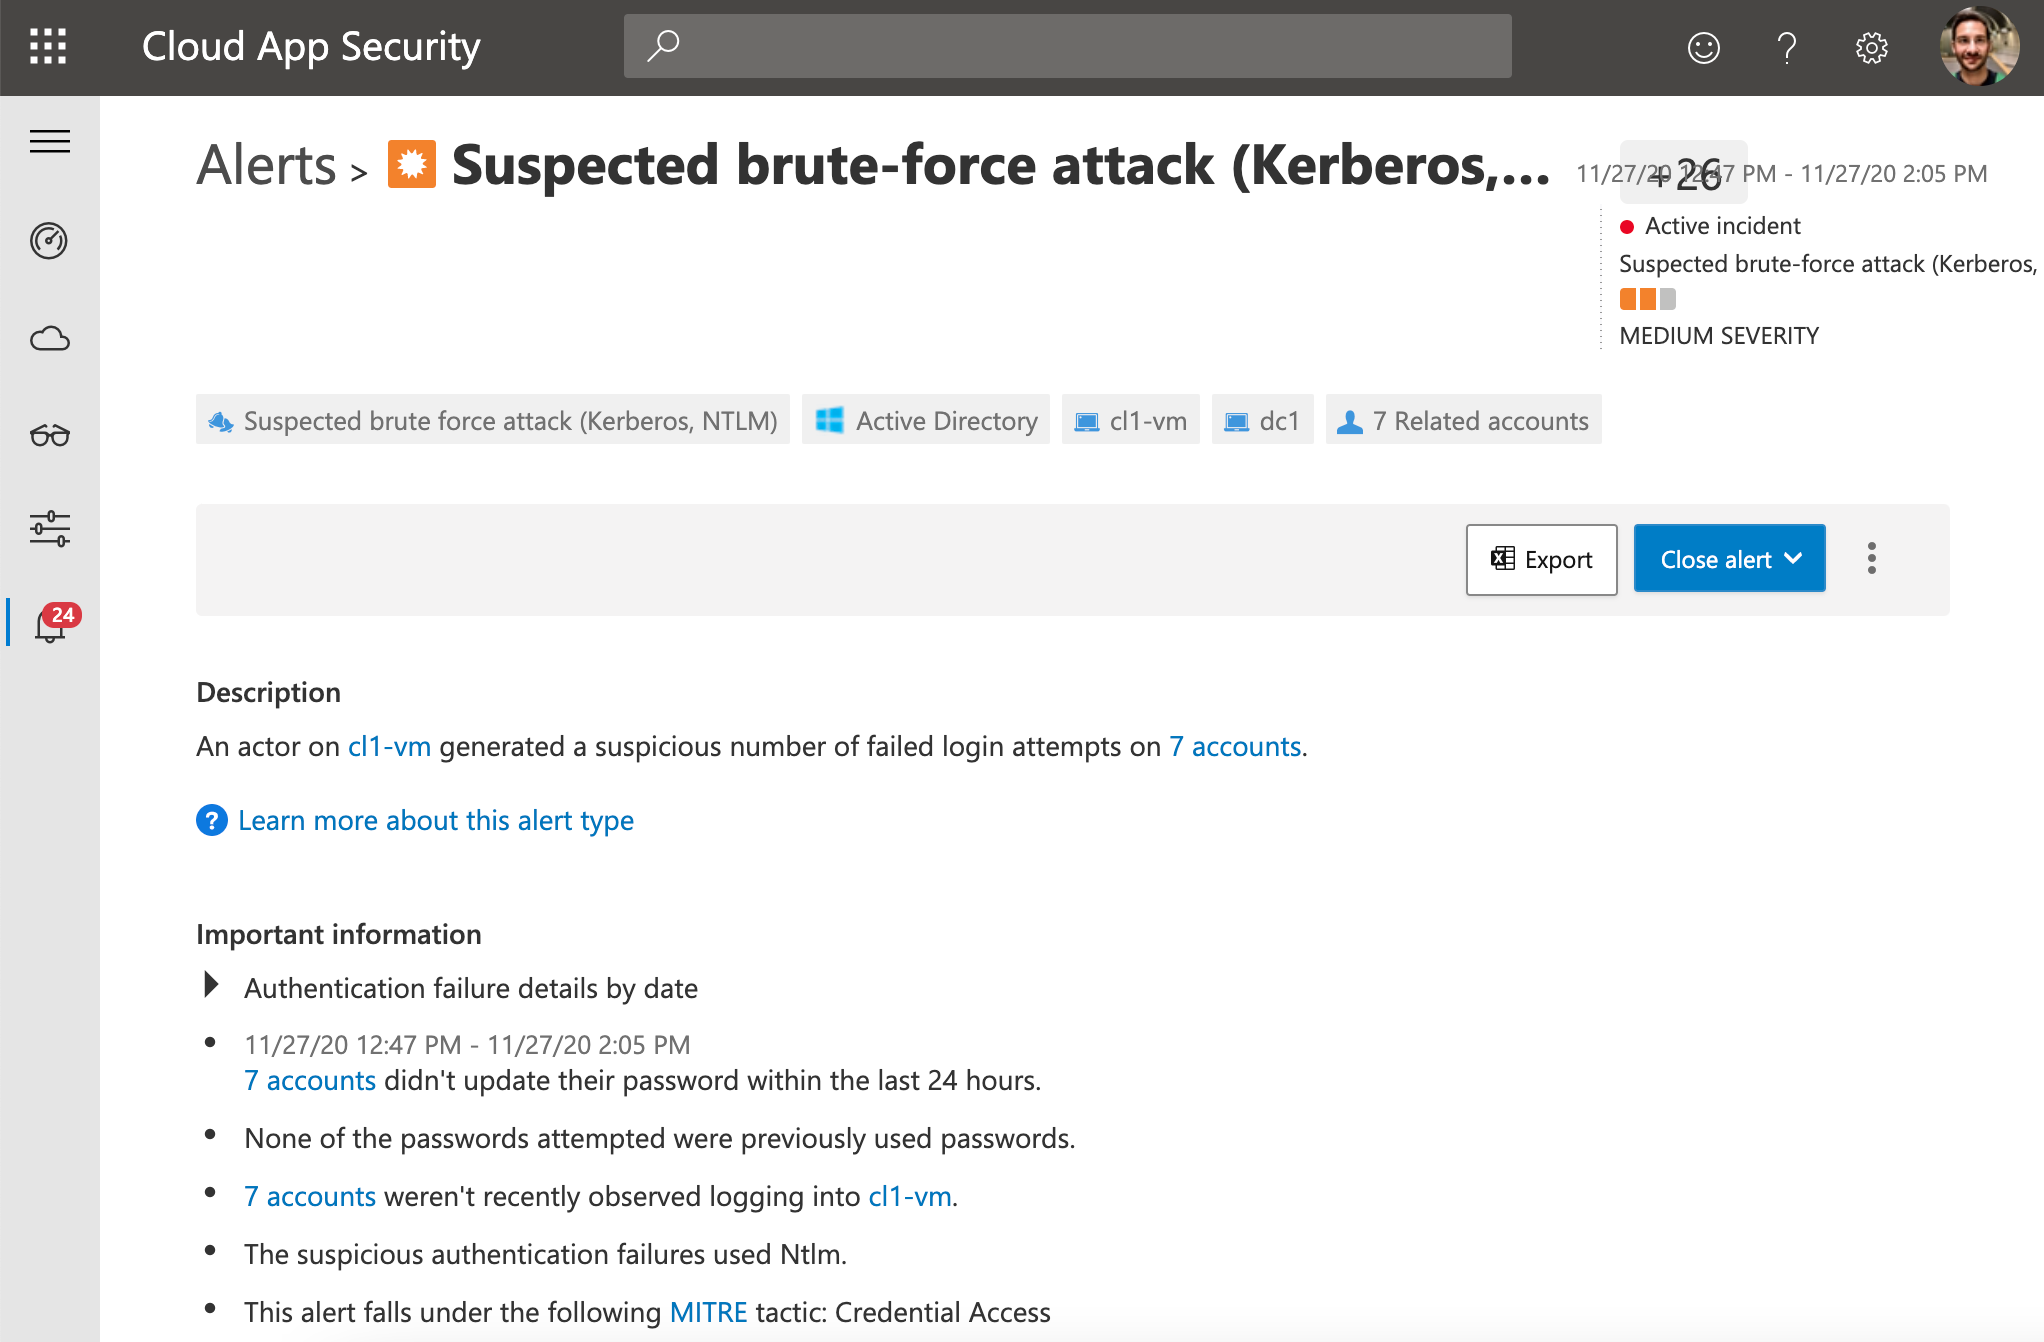 Cloud App Security
Alerts > Suspected brute-force attack (Kerberos,...
11/27/20 12:47 PM - 11/27/20 2:05 PM
+ 26
Active incident
Suspected brute-force attack (Kerberos,
MEDIUM SEVERITY
Suspected brute force attack (Kerberos, NTLM) Active Directory cl1-vm dc1 7 Related accounts
Export Close alert
24
Description
An actor on cl1-vm generated a suspicious number of failed login attempts on 7 accounts.
? Learn more about this alert type
Important information
Authentication failure details by date
• 11/27/20 12:47 PM - 11/27/20 2:05 PM
7 accounts didn't update their password within the last 24 hours.
• None of the passwords attempted were previously used passwords.
• 7 accounts weren't recently observed logging into cl1-vm.
• The suspicious authentication failures used Ntlm.
• This alert falls under the following MITRE tactic: Credential Access